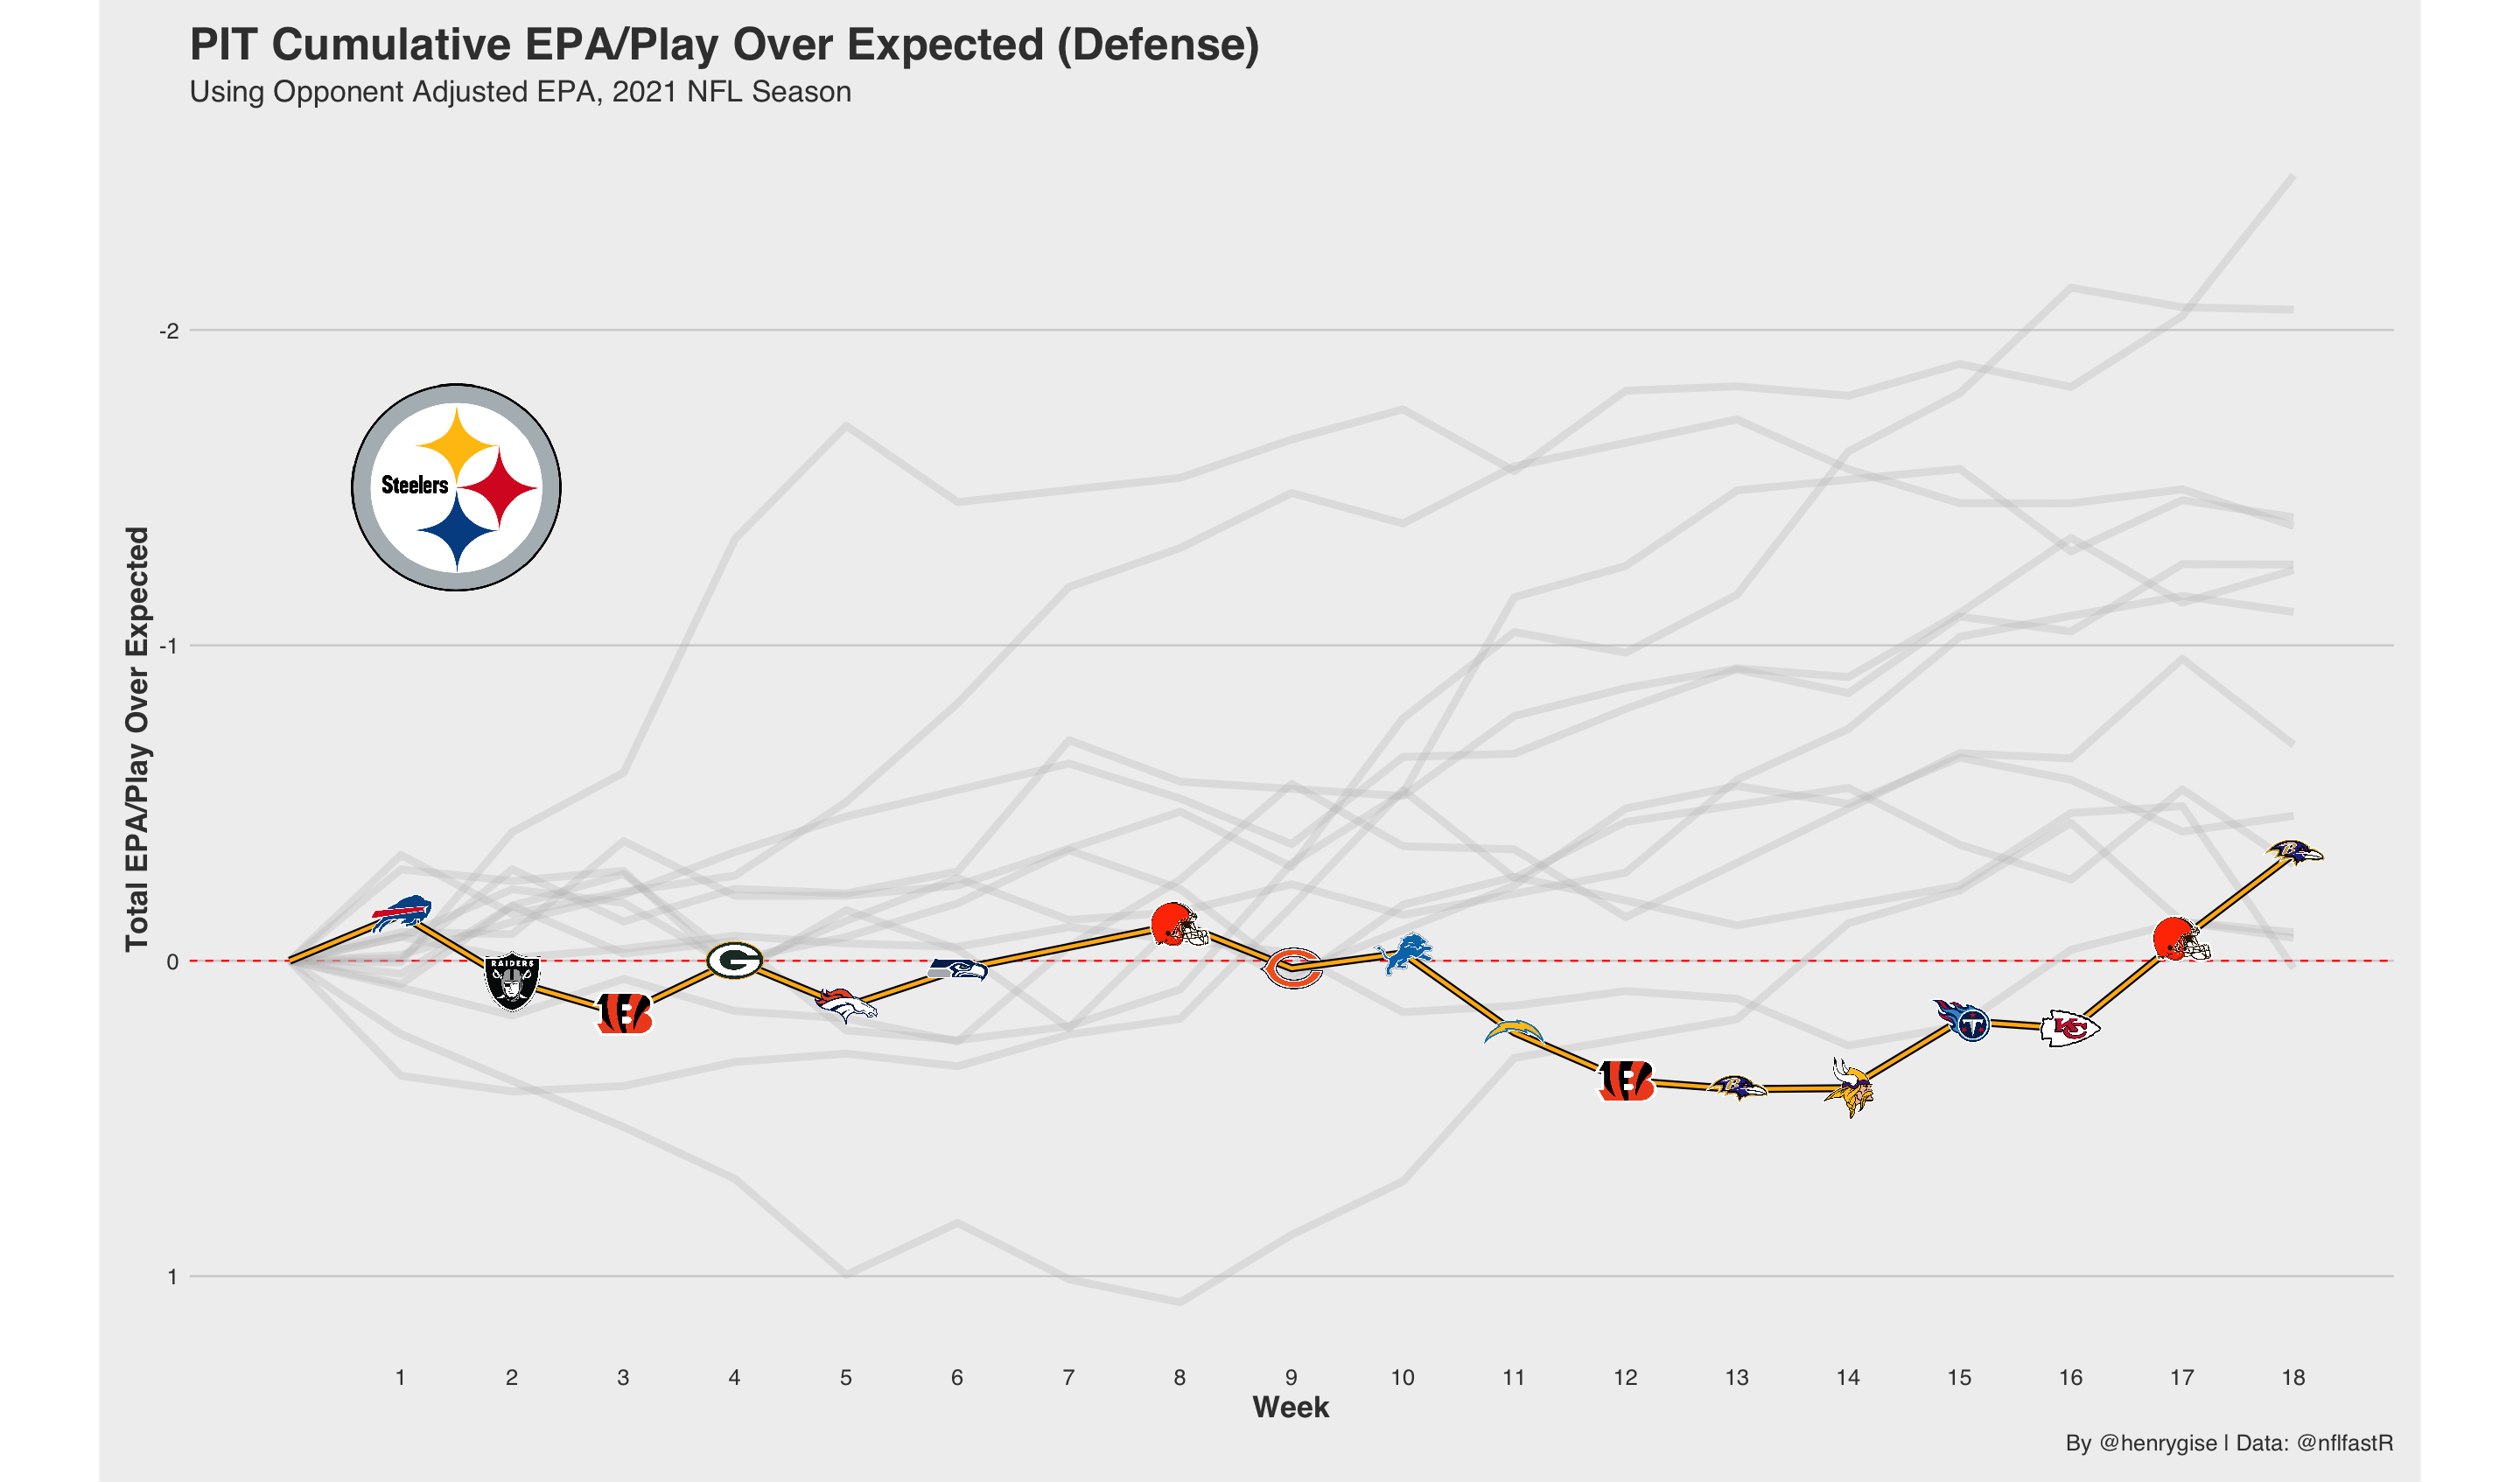 PIT Cumulative EPA/Play Over Expected (Defense)
Using Opponent Adjusted EPA, 2021 NFL Season
Total EPA/Play Over Expected
-2
-1
0
1
Steelers
RAIDERS
G
B
C
B
B
T
KC
B
1 2 3 4 5 6 7 8 9 10 11 12 13 14 15 16 17 18
Week
By @henrygise | Data: @nflfastR